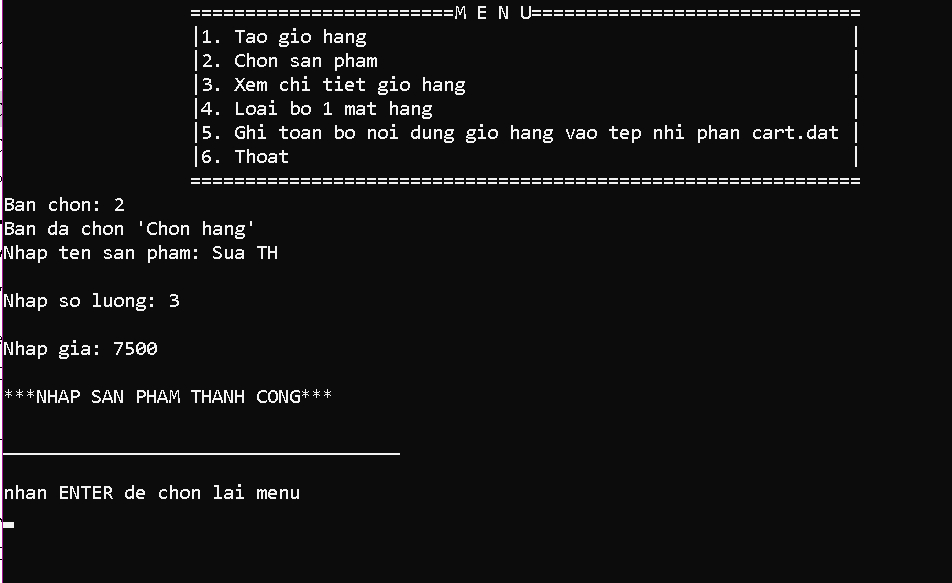 ========================M E N U==============================
|1. Tao gio hang |
|2. Chon san pham |
|3. Xem chi tiet gio hang |
|4. Loai bo 1 mat hang |
|5. Ghi toan bo noi dung gio hang vao tep nhi phan cart.dat |
|6. Thoat |
=============================================================
Ban chon: 2
Ban da chon 'Chon hang'
Nhap ten san pham: Sua TH
Nhap so luong: 3
Nhap gia: 7500
***NHAP SAN PHAM THANH CONG***
____________________________________
nhan ENTER de chon lai menu